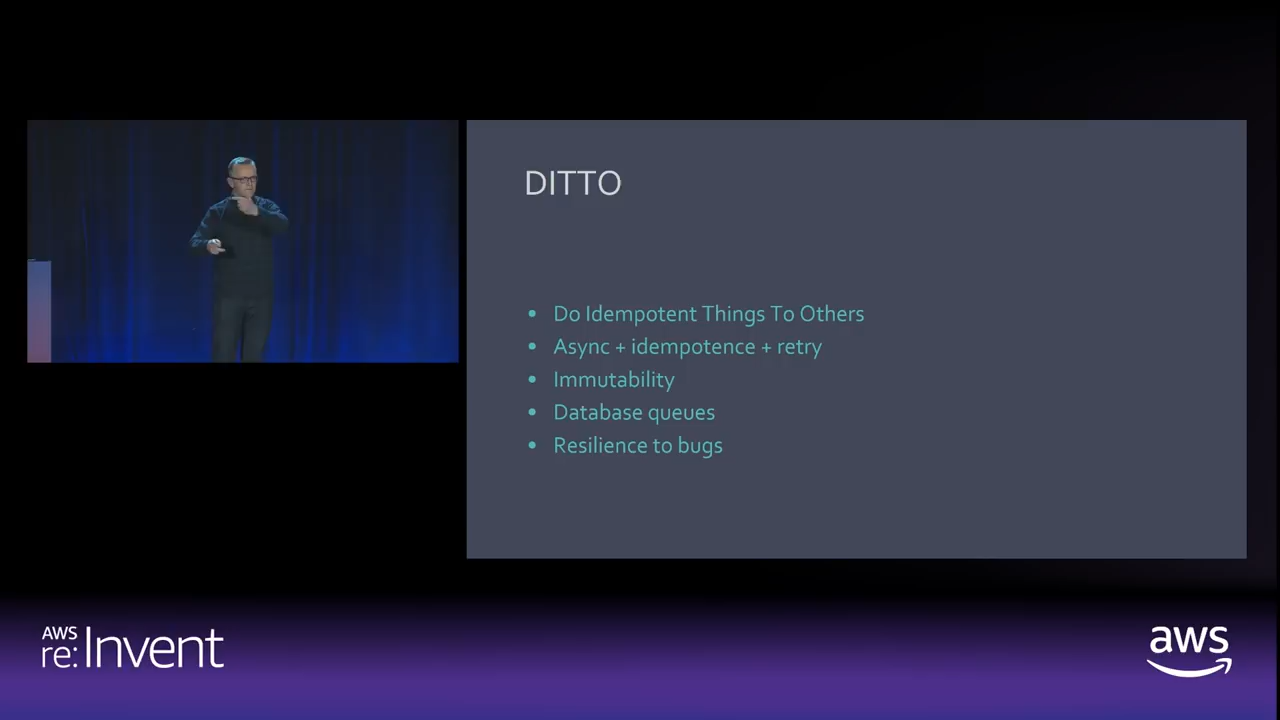 DITTO
• Do Idempotent Things To Others
• Async + idempotence + retry
• Immutability
• Database queues
• Resilience to bugs
AWS
re:Invent
aws